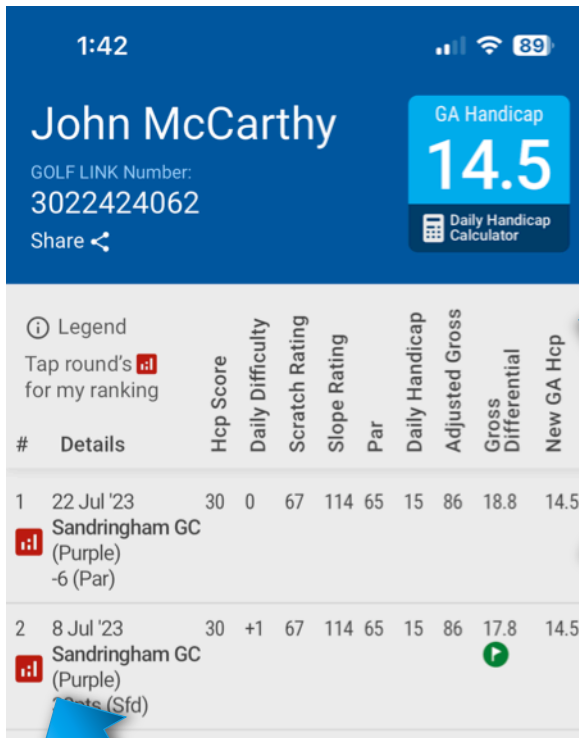 1:42
89
John McCarthy
GA Handicap
14.5
GOLF LINK Number:
3022424062
Share
Daily Handicap
Calculator
Legend
Tap round's
for my ranking
# Details
Hcp Score
Daily Difficulty
Scratch Rating
Slope Rating
Par
Daily Handicap
Adjusted Gross
Gross
Differential
New GA Hcp
1 22 Jul '23 30 0 67 114 65 15 86 18.8 14.5
Sandringham GC
(Purple)
-6 (Par)
2 8 Jul '23 30 +1 67 114 65 15 86 17.8 14.5
Sandringham GC
(Purple)
(Sfd)